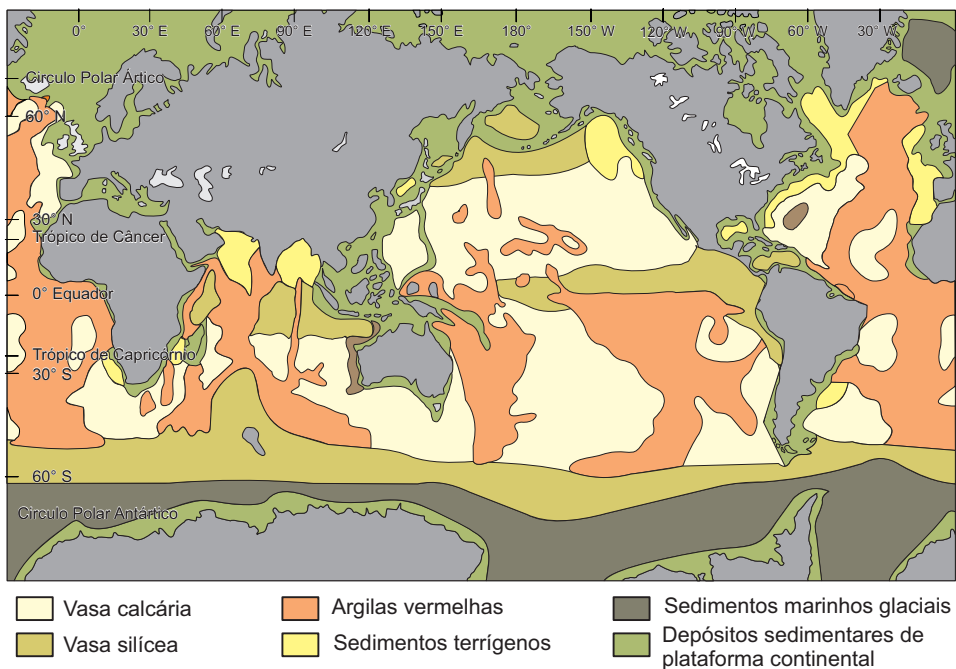 0° 30° E 60° E 90° E 120° E 150° E 180° 150° W 120° W 90° W 60° W 30° W
Circulo Polar Ártico
60° N
30° N
Trópico de Câncer
0° Equador
Trópico de Capricórnio
30° S
60° S
Circulo Polar Antártico
Vasa calcária
Vasa silícea
Argilas vermelhas
Sedimentos terrígenos
Sedimentos marinhos glaciais
Depósitos sedimentares de
plataforma continental